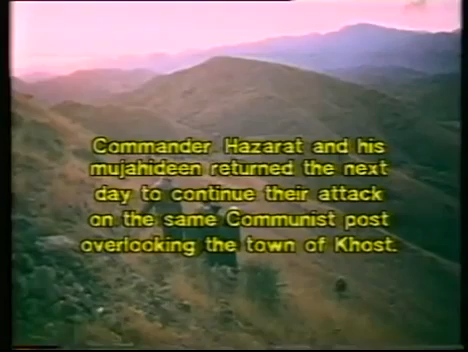 Commander Hazarat and his
mujahideen returned the next
day to continue their attack
on the same Communist post
overlooking the town of Khost.